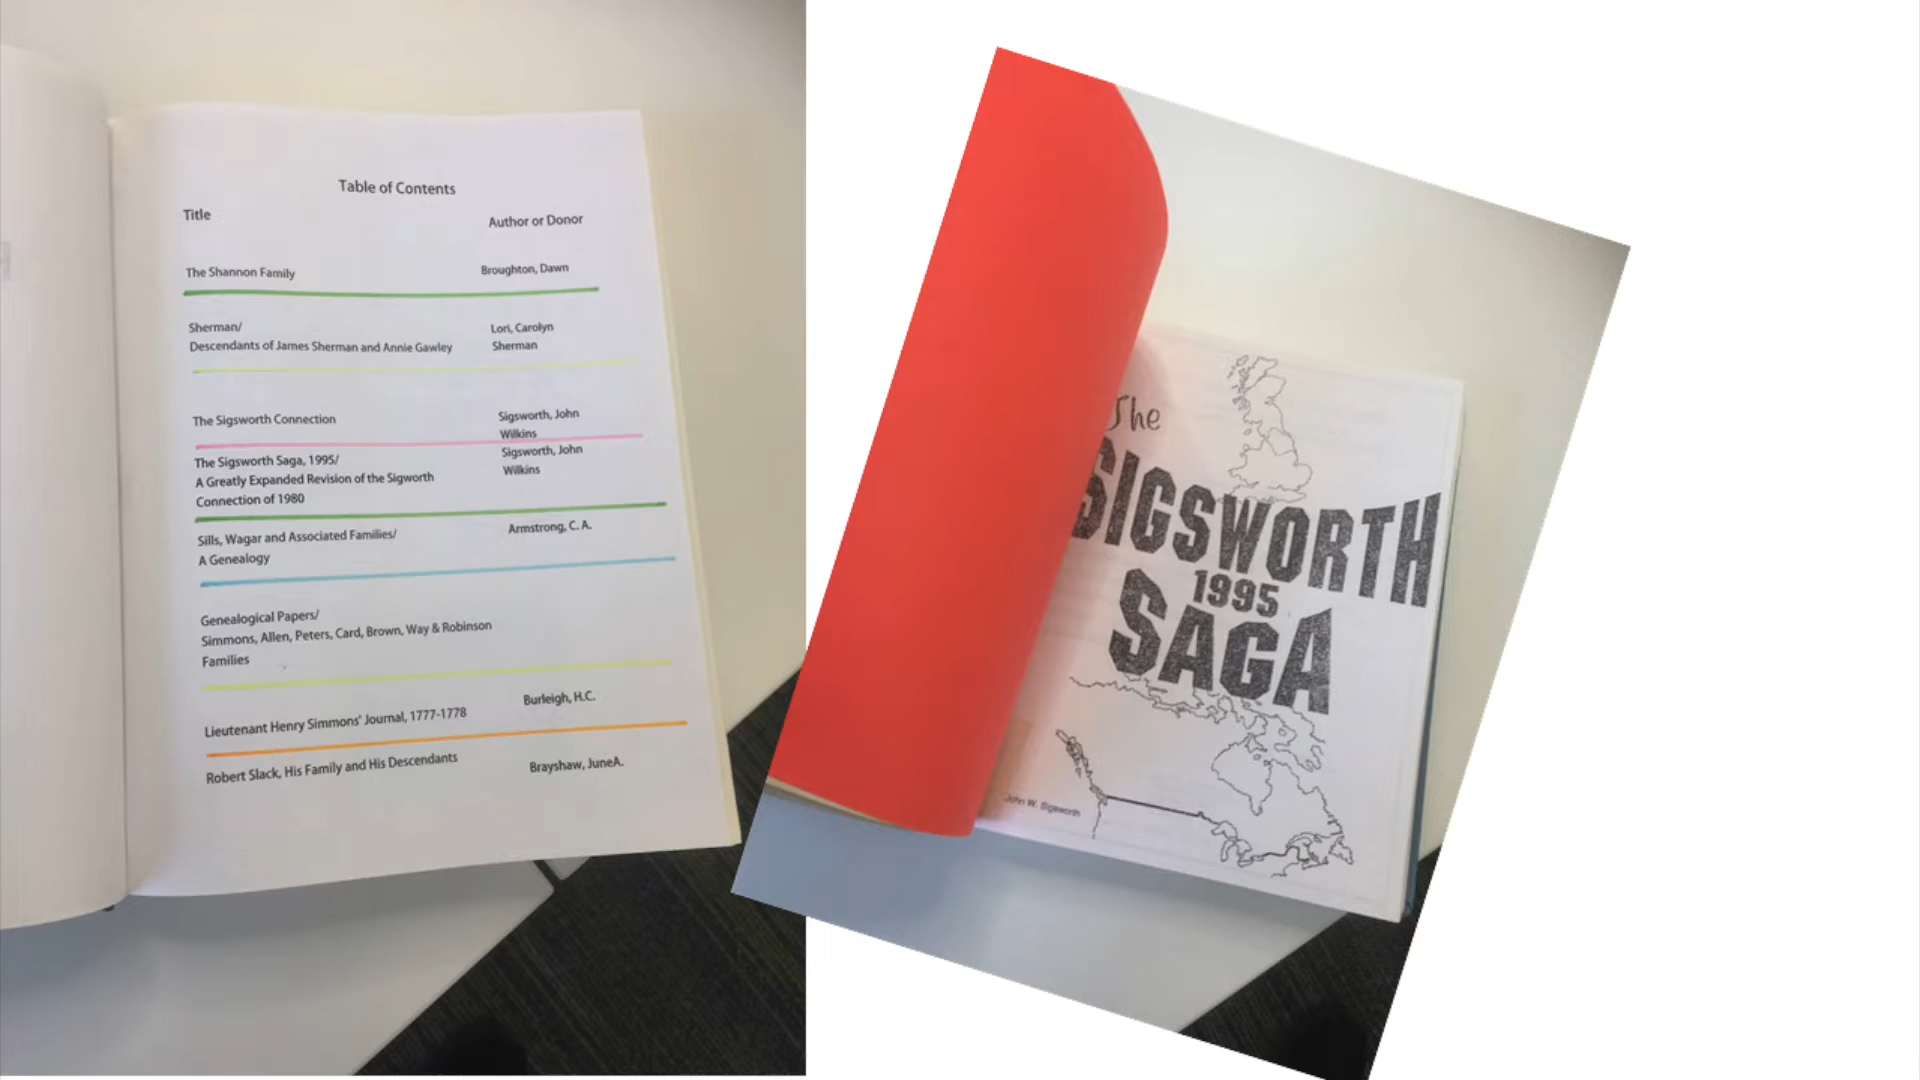 Table of Contents
Title
Author or Donor
The Shannon Family
Broughton, Dawn
Sherman/
Descendants of James Sherman and Annie Gawley
Lori, Carolyn
Sherman
The Sigsworth Connection
Sigsworth, John
Wilkins
The Sigsworth Saga, 1995/
A Greatly Expanded Revision of the Sigworth
Connection of 1980
Sigsworth, John
Wilkins
Sills, Wagar and Associated Families/
A Genealogy
Armstrong, C. A.
Genealogical Papers/
Simmons, Allen, Peters, Card, Brown, Way & Robinson
Families
Lieutenant Henry Simmons' Journal, 1777-1778
Burleigh, H.C.
Robert Slack, His Family and His Descendants
Brayshaw, JuneA.
The
SIGSWORTH
1995
SAGA
John W. Sigsworth